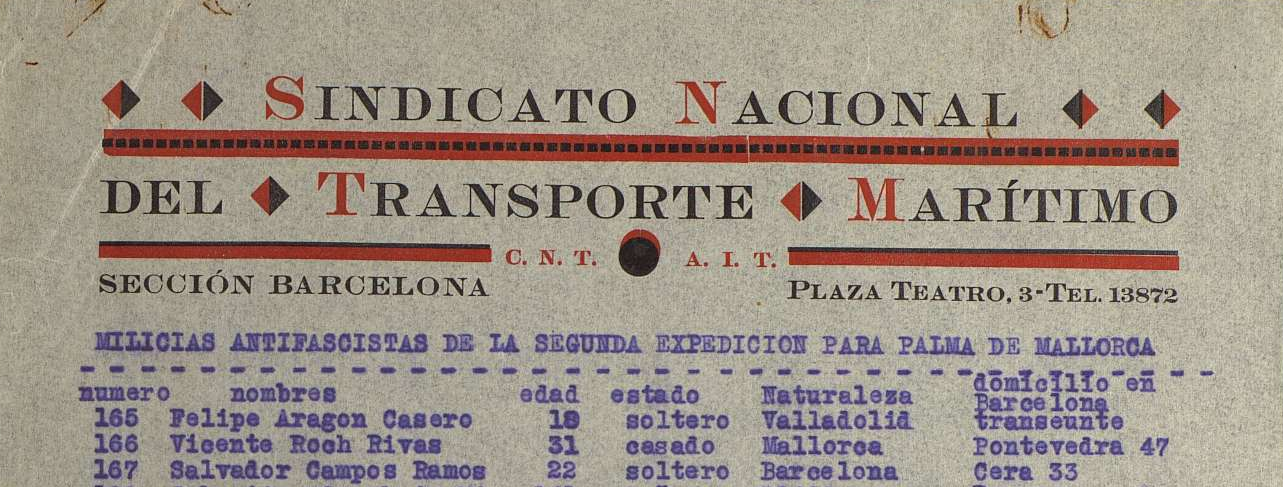 SINDICATO NACIONAL
DEL TRANSPORTE MARÍTIMO
C. N. T. A. I. T.
SECCIÓN BARCELONA PLAZA TEATRO, 3-TEL. 13872
MILICIAS ANTIFASCISTAS DE LA SEGUNDA EXPEDICION PARA PALMA DE MALLORCA
numero nombres edad estado Naturaleza domicilio en Barcelona
165 Felipe Aragon Casero 18 soltero Valladolid transeunte
166 Vicente Roch Rivas 31 casado Mallorca Pontevedra 47
167 Salvador Campos Ramos 22 soltero Barcelona Cera 33